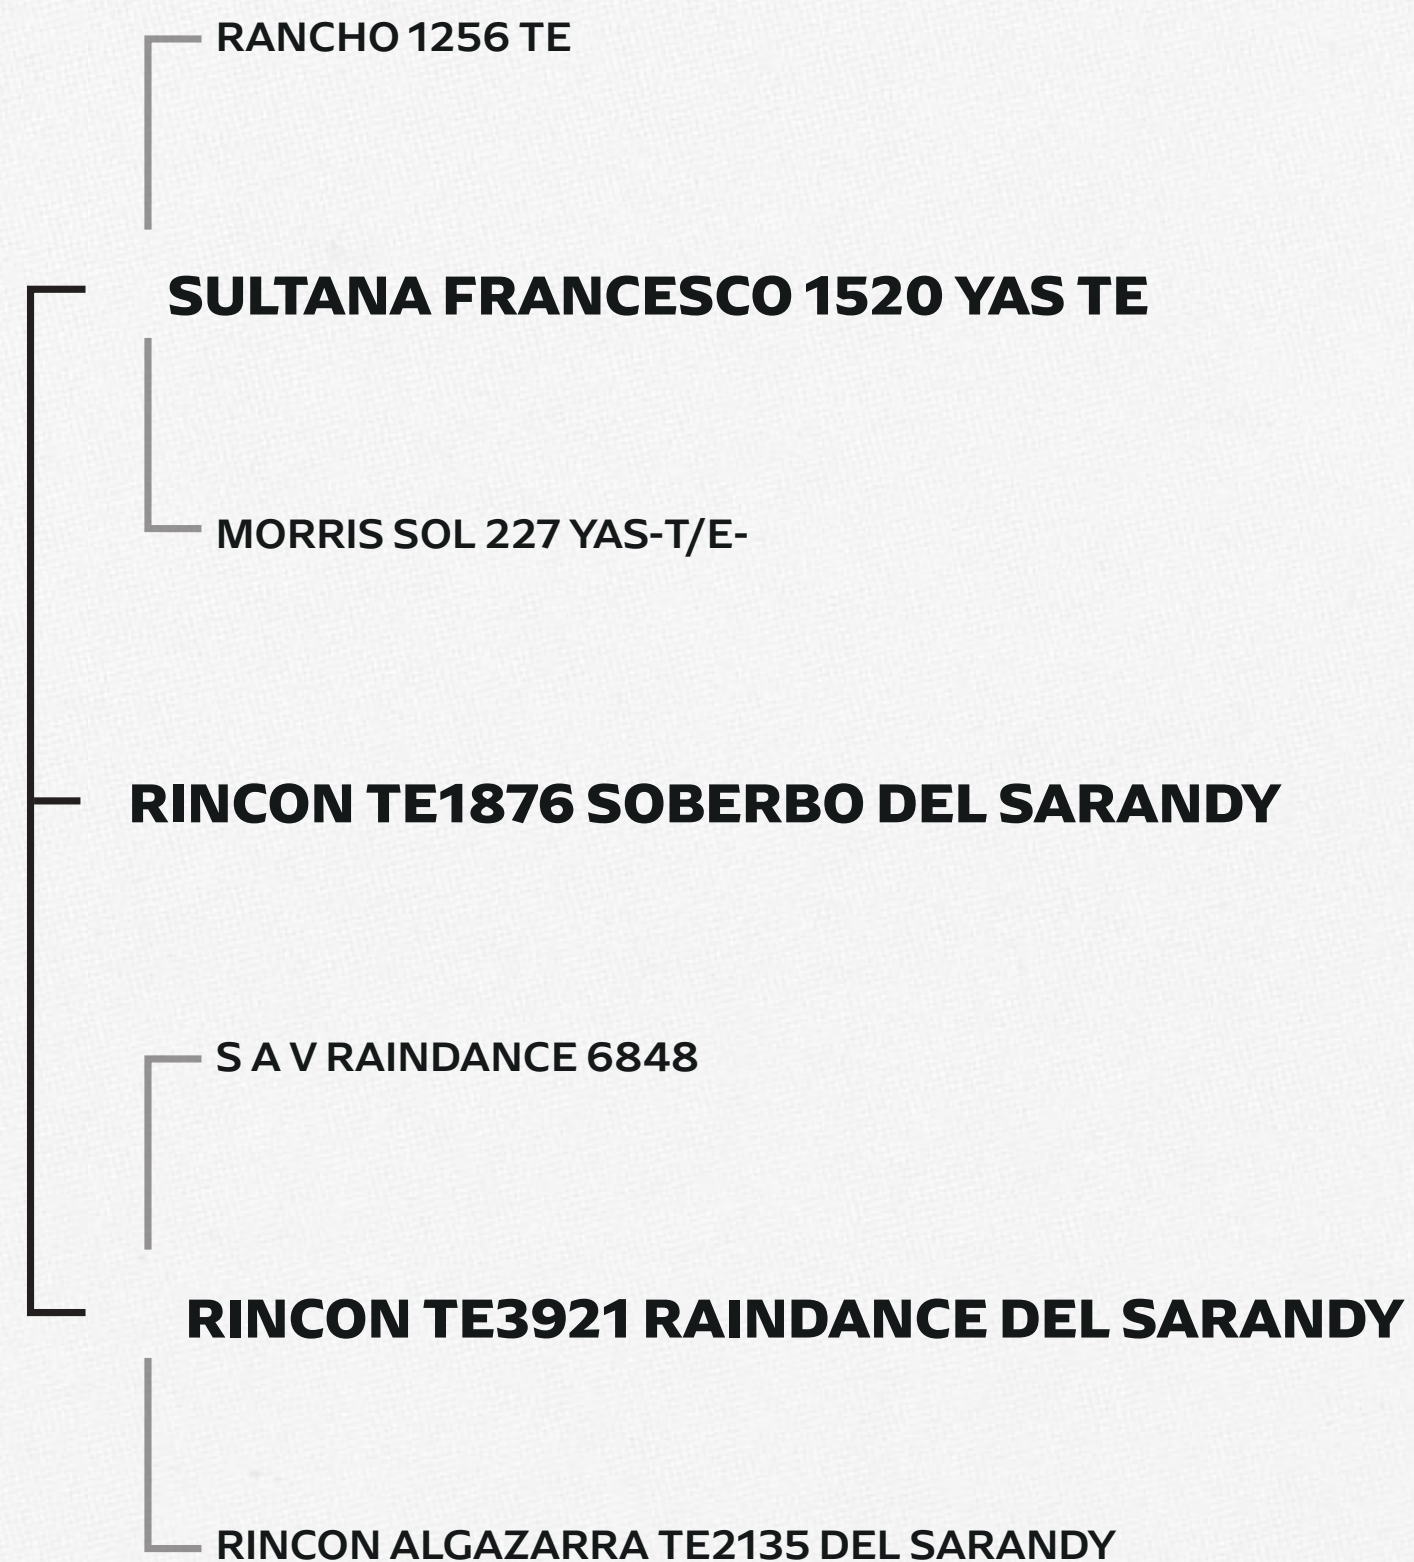 RANCHO 1256 TE
SULTANA FRANCESCO 1520 YAS TE
MORRIS SOL 227 YAS-T/E-
RINCON TE1876 SOBERBO DEL SARANDY
S A V RAINDANCE 6848
RINCON TE3921 RAINDANCE DEL SARANDY
RINCON ALGAZARRA TE2135 DEL SARANDY